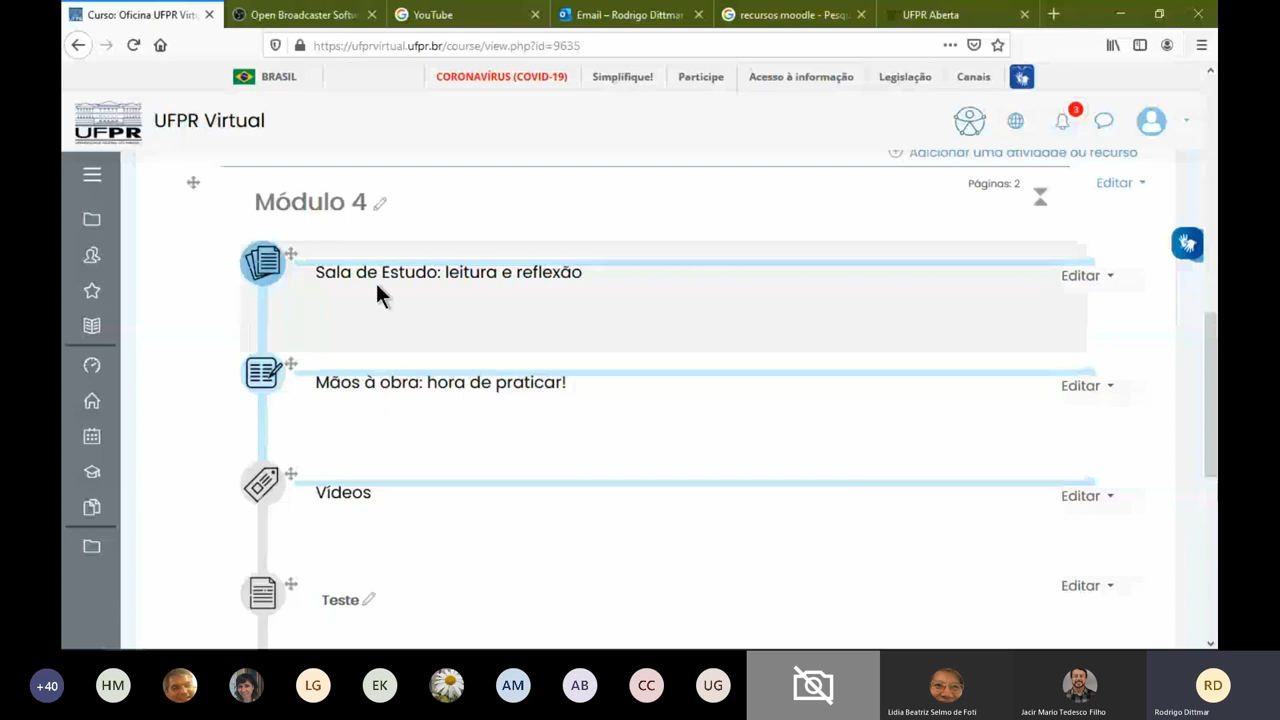 Curso: Oficina UFPR Virtu
Open Broadcaster Softw
YouTube
Email – Rodrigo Dittmar
recursos moodle - Pesqu
UFPR Aberta
https://ufprvirtual.ufpr.br/course/view.php?id=9635
BRASIL
CORONAVÍRUS (COVID-19)
Simplifique!
Participe
Acesso à informação
Legislação
Canais
UFPR
UFPR Virtual
3
Adicionar uma atividade ou recurso
Módulo 4
Páginas: 2
Editar
Sala de Estudo: leitura e reflexão
Editar
Mãos à obra: hora de praticar!
Editar
Vídeos
Editar
Teste
Editar
+40
HM
LG
EK
AM
AB
CC
UG
RD
Lidia Beatriz Selmo de Foti
Jacir Mario Tedesco Filho
Rodrigo Dittmar